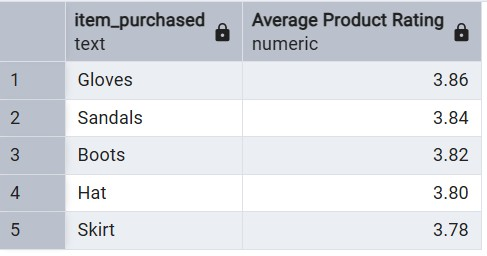 item_purchased Average Product Rating
text numeric
1 Gloves 3.86
2 Sandals 3.84
3 Boots 3.82
4 Hat 3.80
5 Skirt 3.78